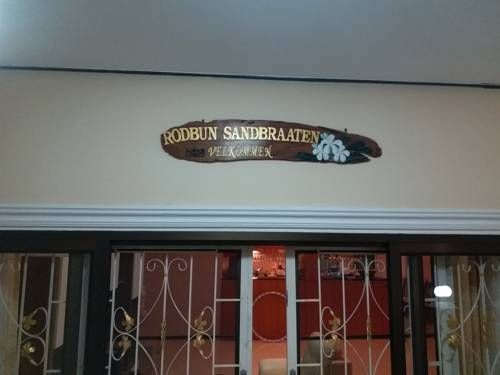 RODBUN SANDBRAATEN
VELKOMMEN